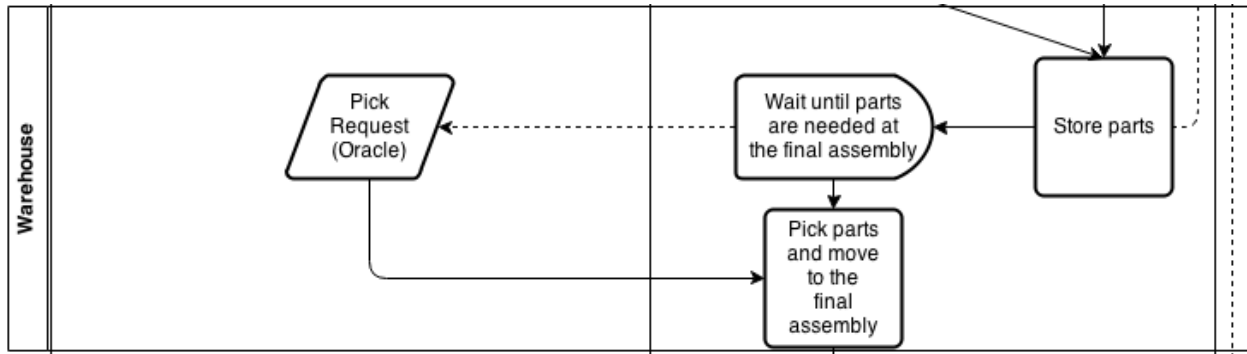 Warehouse
Pick
Request
(Oracle)
Wait until parts
are needed at
the final assembly
Store parts
Pick parts
and move
to the
final
assembly